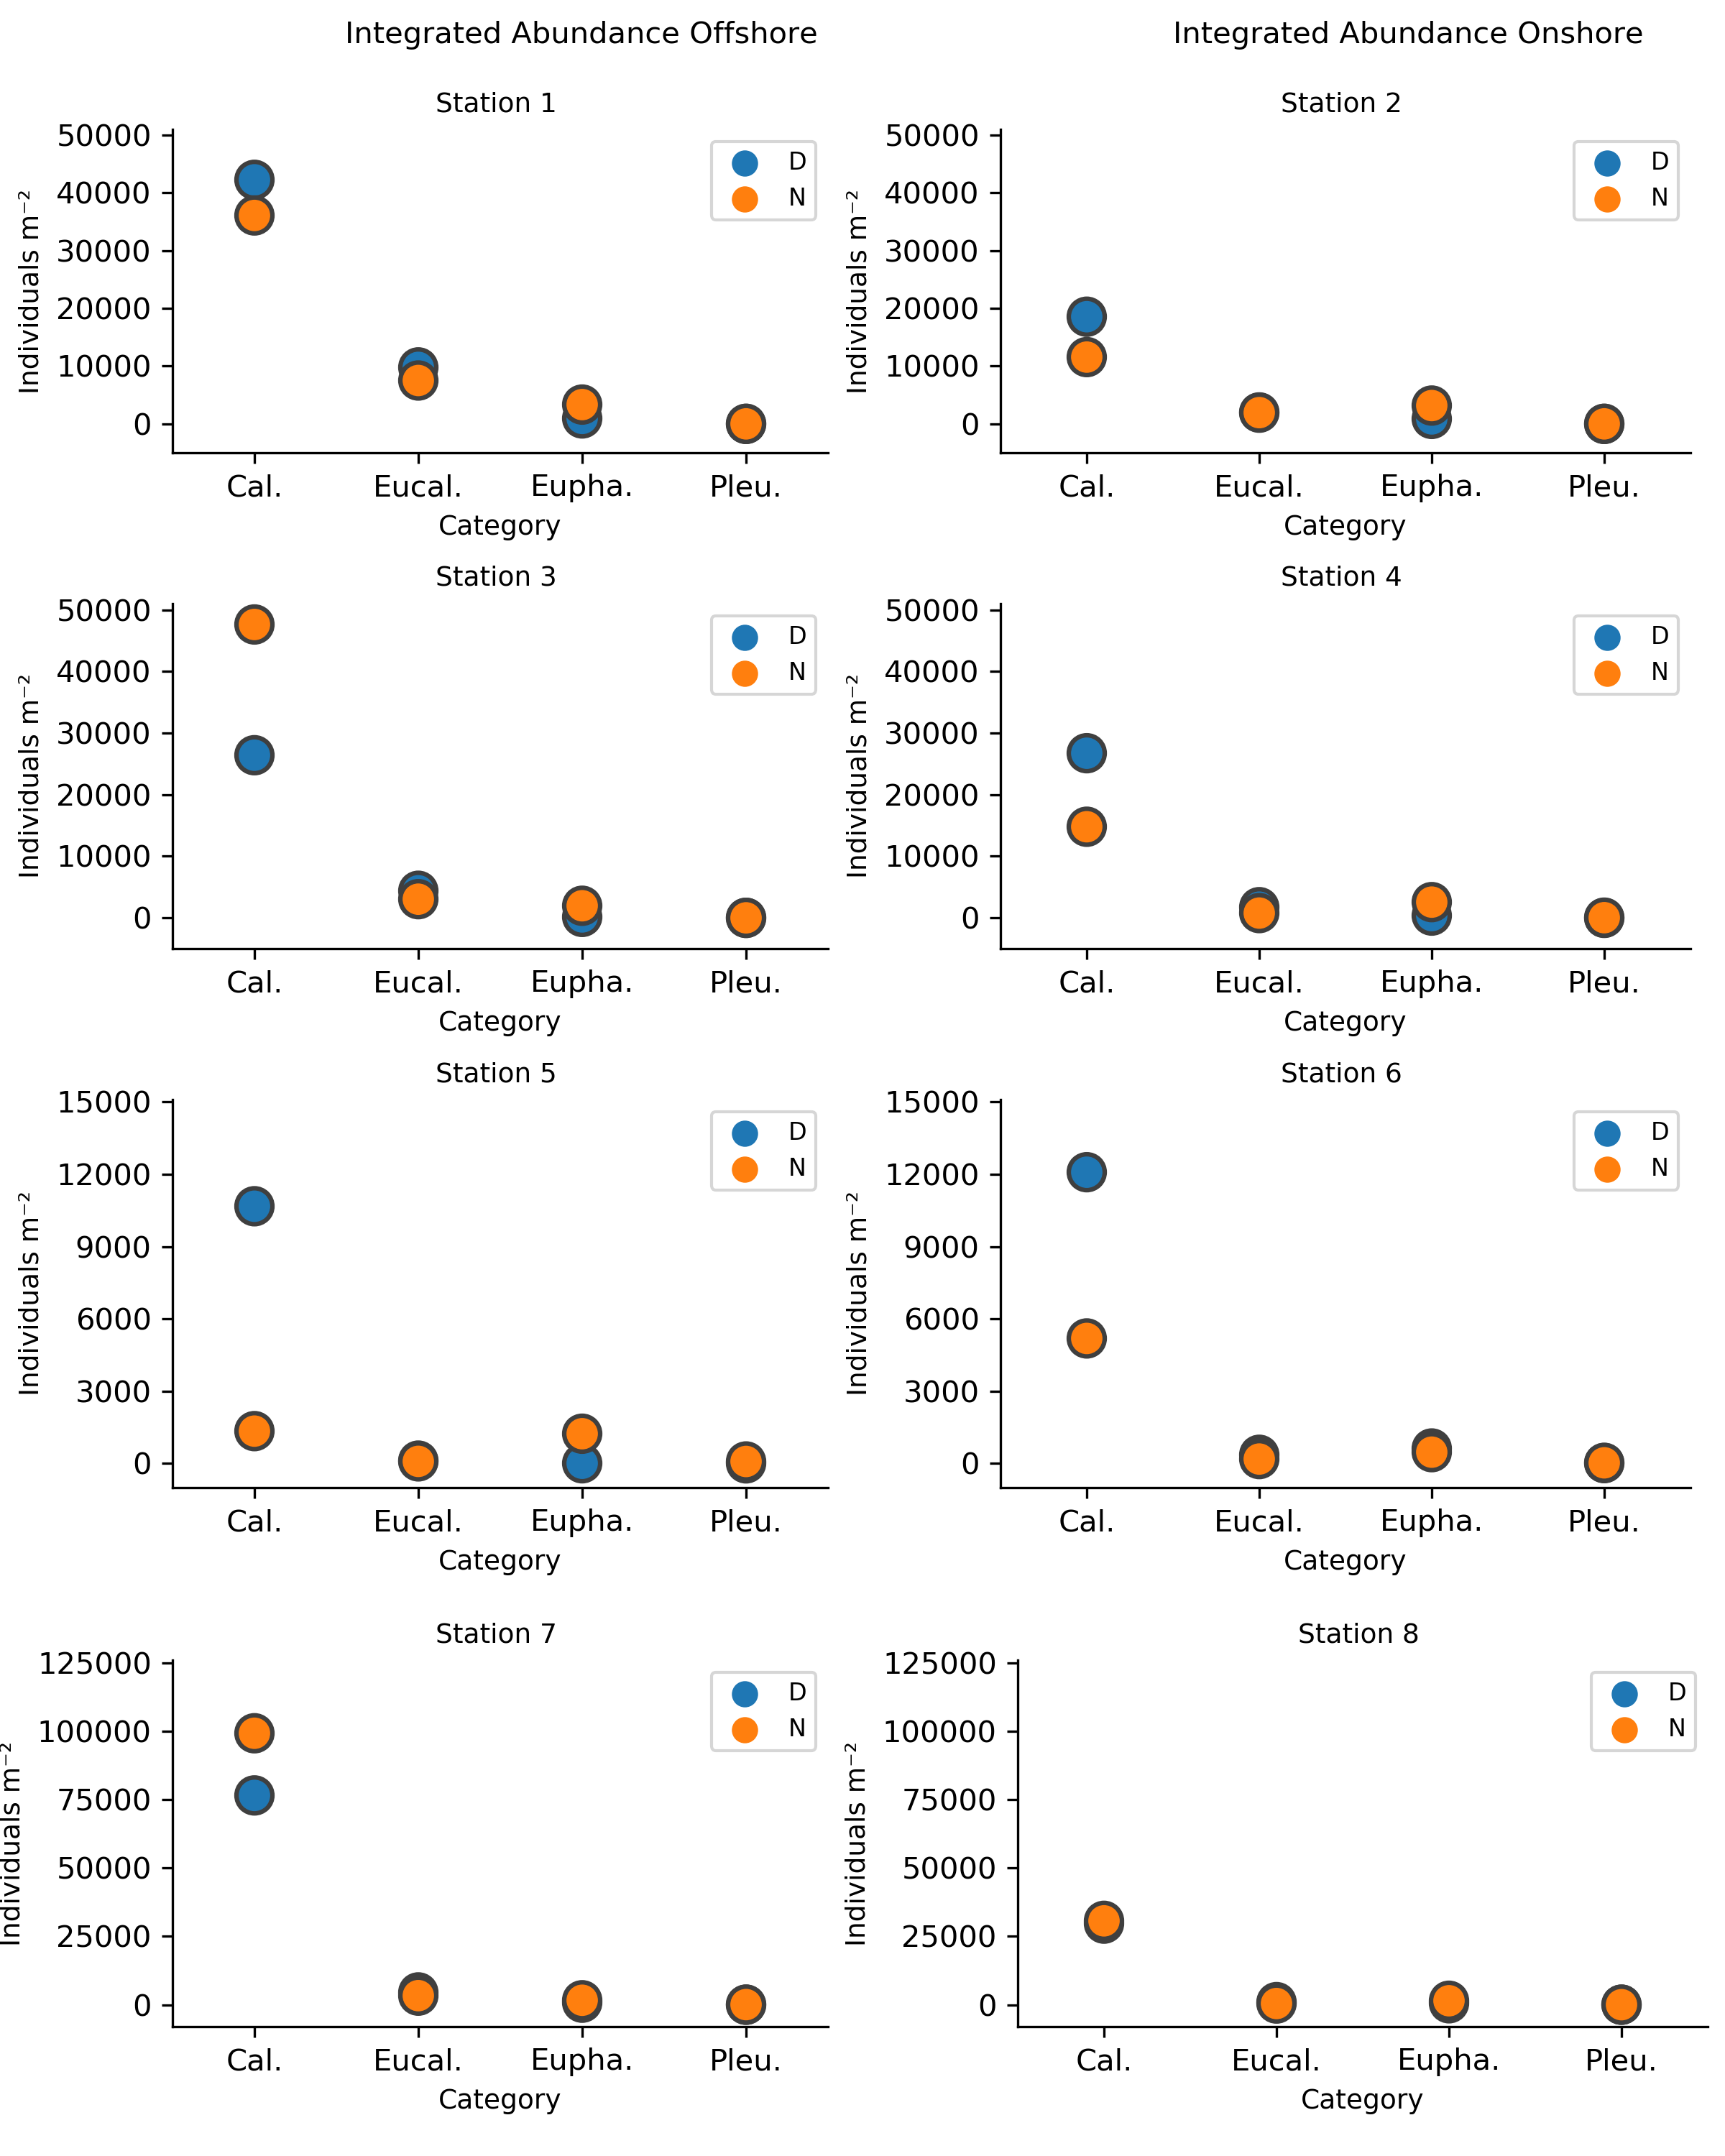 Integrated Abundance Offshore
Integrated Abundance Onshore
Station 1
50000
40000
30000
20000
10000
0
Individuals m⁻²
D
N
Cal. Eucal. Eupha. Pleu.
Category
Station 2
50000
40000
30000
20000
10000
0
Individuals m⁻²
D
N
Cal. Eucal. Eupha. Pleu.
Category
Station 3
50000
40000
30000
20000
10000
0
Individuals m⁻²
D
N
Cal. Eucal. Eupha. Pleu.
Category
Station 4
50000
40000
30000
20000
10000
0
Individuals m⁻²
D
N
Cal. Eucal. Eupha. Pleu.
Category
Station 5
15000
12000
9000
6000
3000
0
Individuals m⁻²
D
N
Cal. Eucal. Eupha. Pleu.
Category
Station 6
15000
12000
9000
6000
3000
0
Individuals m⁻²
D
N
Cal. Eucal. Eupha. Pleu.
Category
Station 7
125000
100000
75000
50000
25000
0
Individuals m⁻²
D
N
Cal. Eucal. Eupha. Pleu.
Category
Station 8
125000
100000
75000
50000
25000
0
Individuals m⁻²
D
N
Cal. Eucal. Eupha. Pleu.
Category